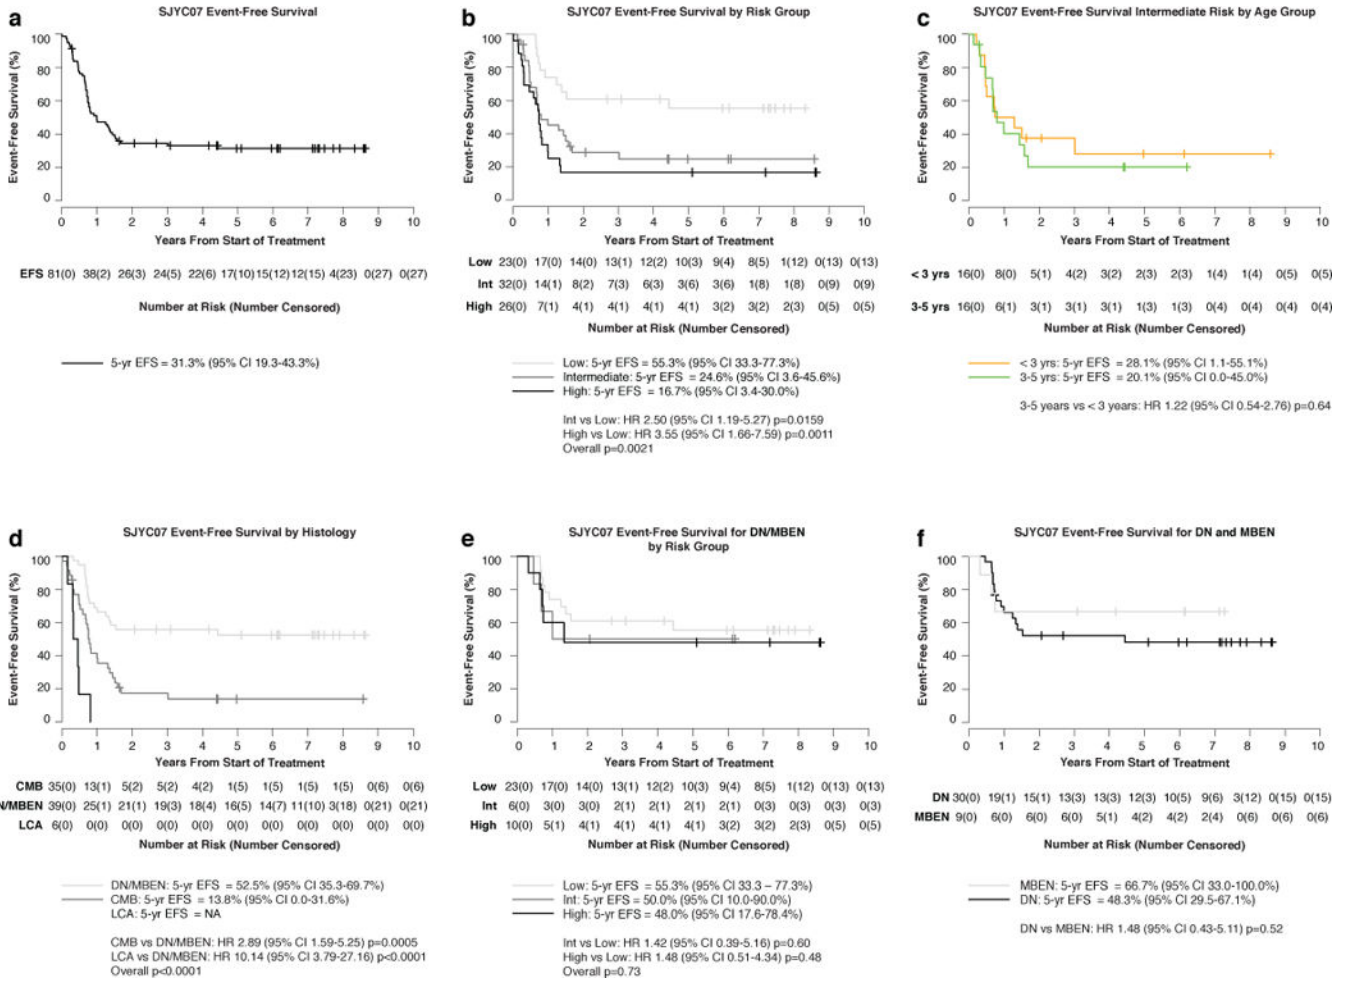 a
SJYC07 Event-Free Survival
Event-Free Survival (%)
100
80
60
40
20
0
0 1 2 3 4 5 6 7 8 9 10
Years From Start of Treatment
EFS 81(0) 38(2) 26(3) 24(5) 22(6) 17(10) 15(12) 12(15) 4(23) 0(27) 0(27)
Number at Risk (Number Censored)
5-yr EFS = 31.3% (95% CI 19.3-43.3%)
b
SJYC07 Event-Free Survival by Risk Group
Event-Free Survival (%)
100
80
60
40
20
0
0 1 2 3 4 5 6 7 8 9 10
Years From Start of Treatment
Low 23(0) 17(0) 14(0) 13(1) 12(2) 10(3) 9(4) 8(5) 1(12) 0(13) 0(13)
Int 32(0) 14(1) 8(2) 7(3) 6(3) 3(6) 3(6) 1(8) 1(8) 0(9) 0(9)
High 26(0) 7(1) 4(1) 4(1) 4(1) 4(1) 3(2) 3(2) 2(3) 0(5) 0(5)
Number at Risk (Number Censored)
Low: 5-yr EFS = 55.3% (95% CI 33.3-77.3%)
Intermediate: 5-yr EFS = 24.6% (95% CI 3.6-45.6%)
High: 5-yr EFS = 16.7% (95% CI 3.4-30.0%)
Int vs Low: HR 2.50 (95% CI 1.19-5.27) p=0.0159
High vs Low: HR 3.55 (95% CI 1.66-7.59) p=0.0011
Overall p=0.0021
c
SJYC07 Event-Free Survival Intermediate Risk by Age Group
Event-Free Survival (%)
100
80
60
40
20
0
0 1 2 3 4 5 6 7 8 9 10
Years From Start of Treatment
< 3 yrs 16(0) 8(0) 5(1) 4(2) 3(2) 2(3) 2(3) 1(4) 1(4) 0(5) 0(5)
3-5 yrs 16(0) 6(1) 3(1) 3(1) 3(1) 1(3) 1(3) 0(4) 0(4) 0(4) 0(4)
Number at Risk (Number Censored)
< 3 yrs: 5-yr EFS = 28.1% (95% CI 1.1-55.1%)
3-5 yrs: 5-yr EFS = 20.1% (95% CI 0.0-45.0%)
3-5 years vs < 3 years: HR 1.22 (95% CI 0.54-2.76) p=0.64
d
SJYC07 Event-Free Survival by Histology
Event-Free Survival (%)
100
80
60
40
20
0
0 1 2 3 4 5 6 7 8 9 10
Years From Start of Treatment
CMB 35(0) 13(1) 5(2) 5(2) 4(2) 1(5) 1(5) 1(5) 1(5) 0(6) 0(6)
N/MBEN 39(0) 25(1) 21(1) 19(3) 18(4) 16(5) 14(7) 11(10) 3(18) 0(21) 0(21)
LCA 6(0) 0(0) 0(0) 0(0) 0(0) 0(0) 0(0) 0(0) 0(0) 0(0) 0(0)
Number at Risk (Number Censored)
DN/MBEN: 5-yr EFS = 52.5% (95% CI 35.3-69.7%)
CMB: 5-yr EFS = 13.8% (95% CI 0.0-31.6%)
LCA: 5-yr EFS = NA
CMB vs DN/MBEN: HR 2.89 (95% CI 1.59-5.25) p=0.0005
LCA vs DN/MBEN: HR 10.14 (95% CI 3.79-27.16) p<0.0001
Overall p<0.0001
e
SJYC07 Event-Free Survival for DN/MBEN
by Risk Group
Event-Free Survival (%)
100
80
60
40
20
0
0 1 2 3 4 5 6 7 8 9 10
Years From Start of Treatment
Low 23(0) 17(0) 14(0) 13(1) 12(2) 10(3) 9(4) 8(5) 1(12) 0(13) 0(13)
Int 6(0) 3(0) 3(0) 2(1) 2(1) 2(1) 2(1) 0(3) 0(3) 0(3) 0(3)
High 10(0) 5(1) 4(1) 4(1) 4(1) 4(1) 3(2) 3(2) 2(3) 0(5) 0(5)
Number at Risk (Number Censored)
Low: 5-yr EFS = 55.3% (95% CI 33.3 – 77.3%)
Int: 5-yr EFS = 50.0% (95% CI 10.0-90.0%)
High: 5-yr EFS = 48.0% (95% CI 17.6-78.4%)
Int vs Low: HR 1.42 (95% CI 0.39-5.16) p=0.60
High vs Low: HR 1.48 (95% CI 0.51-4.34) p=0.48
Overall p=0.73
f
SJYC07 Event-Free Survival for DN and MBEN
Event-Free Survival (%)
100
80
60
40
20
0
0 1 2 3 4 5 6 7 8 9 10
Years From Start of Treatment
DN 30(0) 19(1) 15(1) 13(3) 13(3) 12(3) 10(5) 9(6) 3(12) 0(15) 0(15)
MBEN 9(0) 6(0) 6(0) 6(0) 5(1) 4(2) 4(2) 2(4) 0(6) 0(6) 0(6)
Number at Risk (Number Censored)
MBEN: 5-yr EFS = 66.7% (95% CI 33.0-100.0%)
DN: 5-yr EFS = 48.3% (95% CI 29.5-67.1%)
DN vs MBEN: HR 1.48 (95% CI 0.43-5.11) p=0.52